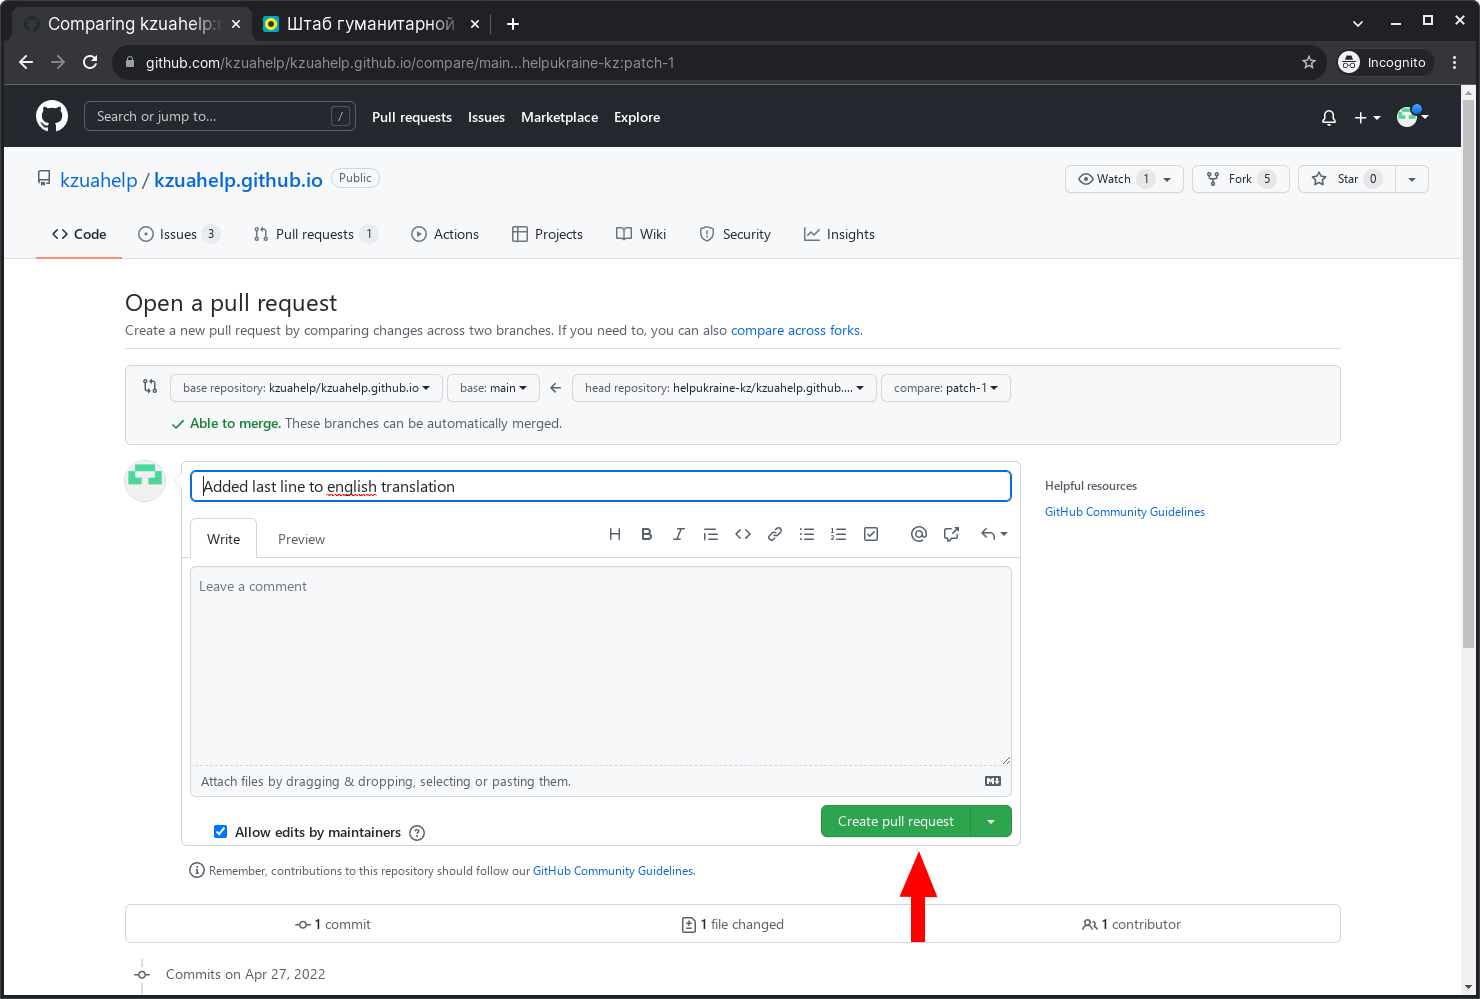 Comparing kzuahelp:
Штаб гуманитарной
github.com/kzuahelp/kzuahelp.github.io/compare/main...helpukraine-kz:patch-1
Incognito
Search or jump to...
/
Pull requests
Issues
Marketplace
Explore
kzuahelp / kzuahelp.github.io
Public
Watch 1
Fork 5
Star 0
Code
Issues 3
Pull requests 1
Actions
Projects
Wiki
Security
Insights
Open a pull request
Create a new pull request by comparing changes across two branches. If you need to, you can also compare across forks.
base repository: kzuahelp/kzuahelp.github.io
base: main
head repository: helpukraine-kz/kzuahelp.github....
compare: patch-1
Able to merge. These branches can be automatically merged.
Added last line to english translation
Helpful resources
GitHub Community Guidelines
Write
Preview
Leave a comment
Attach files by dragging & dropping, selecting or pasting them.
Allow edits by maintainers
Create pull request
Remember, contributions to this repository should follow our GitHub Community Guidelines.
1 commit
1 file changed
1 contributor
Commits on Apr 27, 2022